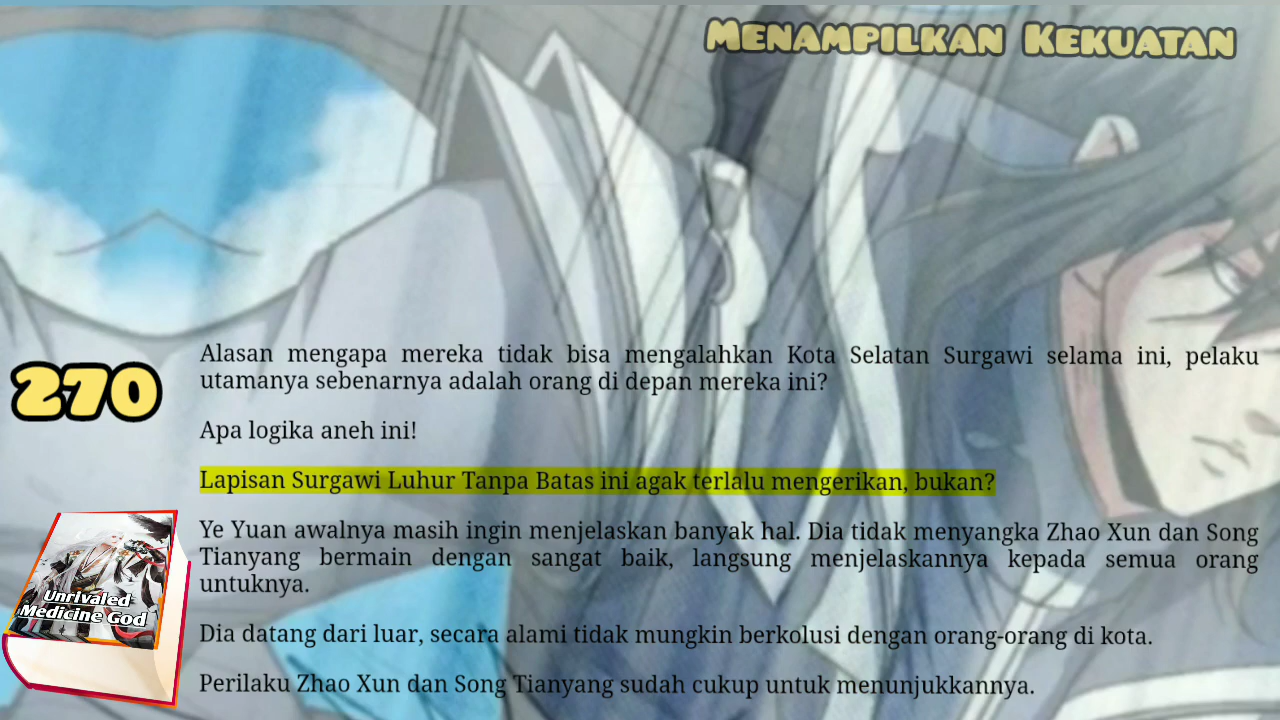 Menampilkan Kekuatan
270
Alasan mengapa mereka tidak bisa mengalahkan Kota Selatan Surgawi selama ini, pelaku
utamanya sebenarnya adalah orang di depan mereka ini?
Apa logika aneh ini!
Lapisan Surgawi Luhur Tanpa Batas ini agak terlalu mengerikan, bukan?
Ye Yuan awalnya masih ingin menjelaskan banyak hal. Dia tidak menyangka Zhao Xun dan Song
Tianyang bermain dengan sangat baik, langsung menjelaskannya kepada semua orang
untuknya.
Dia datang dari luar, secara alami tidak mungkin berkolusi dengan orang-orang di kota.
Perilaku Zhao Xun dan Song Tianyang sudah cukup untuk menunjukkannya.
Unrivaled
Medicine God